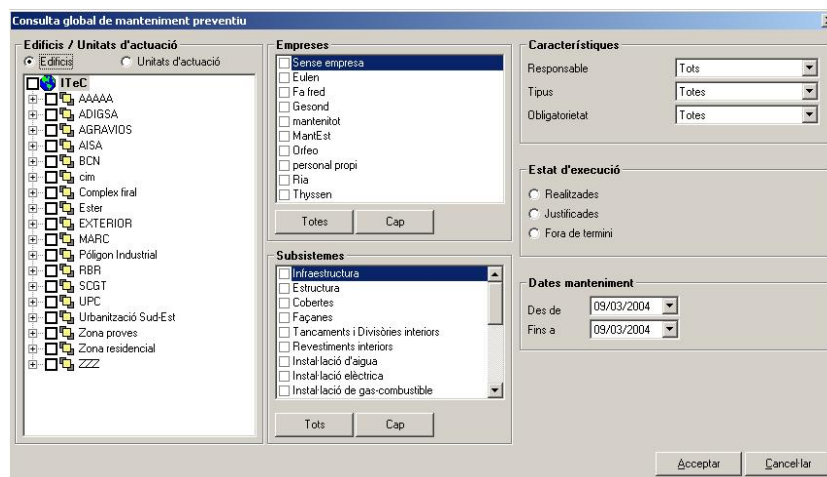 Consulta global de manteniment preventiu
Edificis / Unitats d'actuació
Edificis
Unitats d'actuació
ITeC
AAAAA
ADIGSA
AGRAVIOS
AISA
BCN
cim
Complex firal
Ester
EXTERIOR
MARC
Póligon Industrial
RBR
SCGT
UPC
Urbanització Sud-Est
Zona proves
Zona residencial
ZZZ
Empreses
Sense empresa
Eulen
Fa fred
Gesond
mantenitot
MantEst
Orfeo
personal propi
Ria
Thyssen
Totes
Cap
Subsistemes
Infraestructura
Estructura
Cobertes
Façanes
Tancaments i Divisòries interiors
Revestiments interiors
Instal·lació d'aigua
Instal·lació elèctrica
Instal·lació de gas-combustible
Tots
Cap
Característiques
Responsable Tots
Tipus Totes
Obligatorietat Totes
Estat d'execució
Realitzades
Justificades
Fora de termini
Dates manteniment
Des de 09/03/2004
Fins a 09/03/2004
Acceptar
Cancel·lar